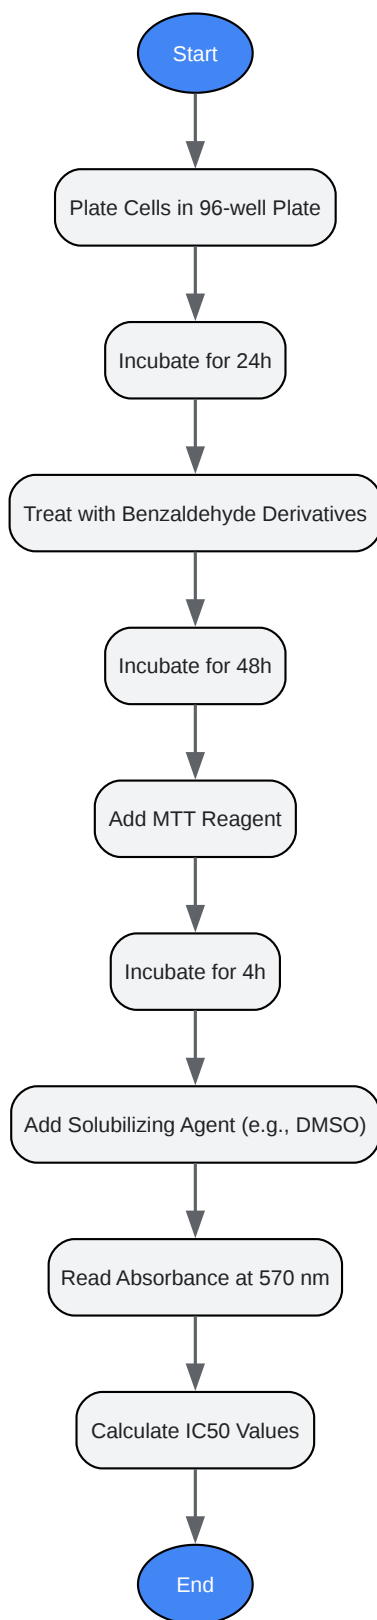 Start
Plate Cells in 96-well Plate
Incubate for 24h
Treat with Benzaldehyde Derivatives
Incubate for 48h
Add MTT Reagent
Incubate for 4h
Add Solubilizing Agent (e.g., DMSO)
Read Absorbance at 570 nm
Calculate IC50 Values
End